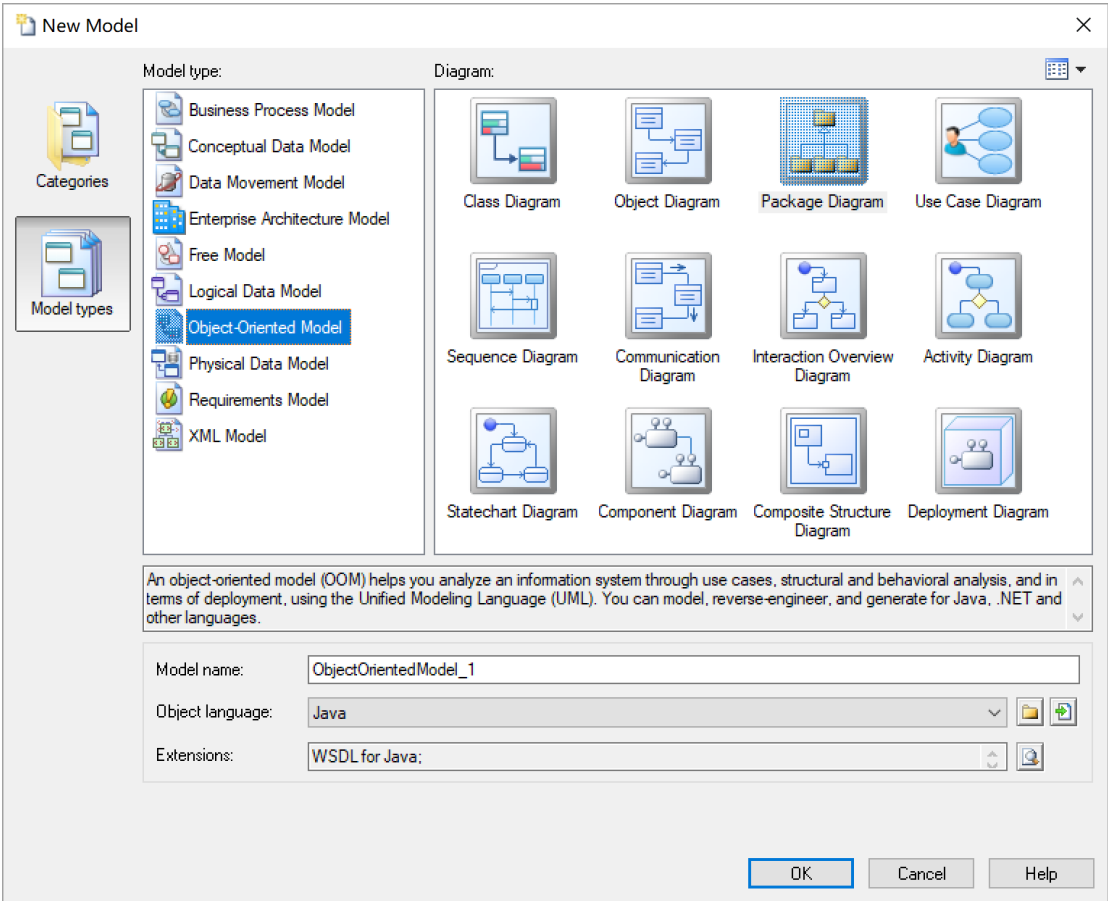 New Model
Model type:
Diagram:
Categories
Model types
Business Process Model
Conceptual Data Model
Data Movement Model
Enterprise Architecture Model
Free Model
Logical Data Model
Object-Oriented Model
Physical Data Model
Requirements Model
XML Model
Class Diagram
Object Diagram
Package Diagram
Use Case Diagram
Sequence Diagram
Communication
Diagram
Interaction Overview
Diagram
Activity Diagram
Statechart Diagram
Component Diagram
Composite Structure
Diagram
Deployment Diagram
An object-oriented model (OOM) helps you analyze an information system through use cases, structural and behavioral analysis, and in
terms of deployment, using the Unified Modeling Language (UML). You can model, reverse-engineer, and generate for Java, .NET and
other languages.
Model name:
ObjectOrientedModel_1
Object language:
Java
Extensions:
WSDL for Java;
OK
Cancel
Help